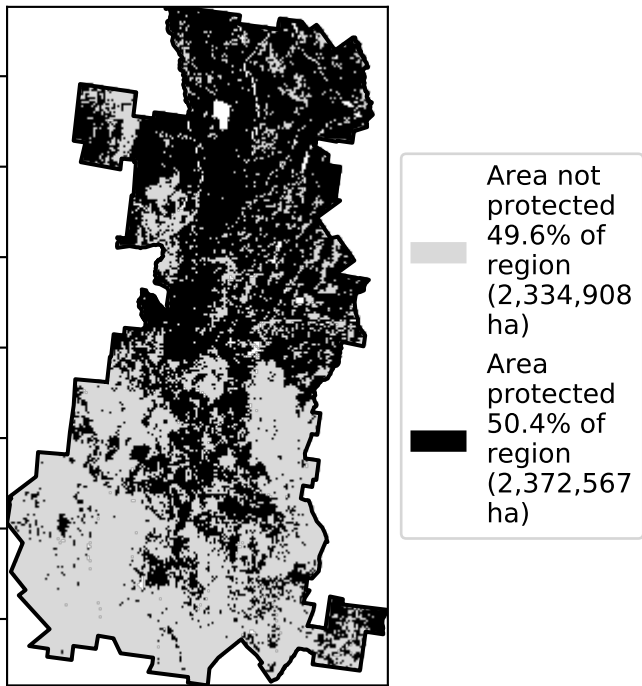 Area not
protected
49.6% of
region
(2,334,908
ha)
Area
protected
50.4% of
region
(2,372,567
ha)